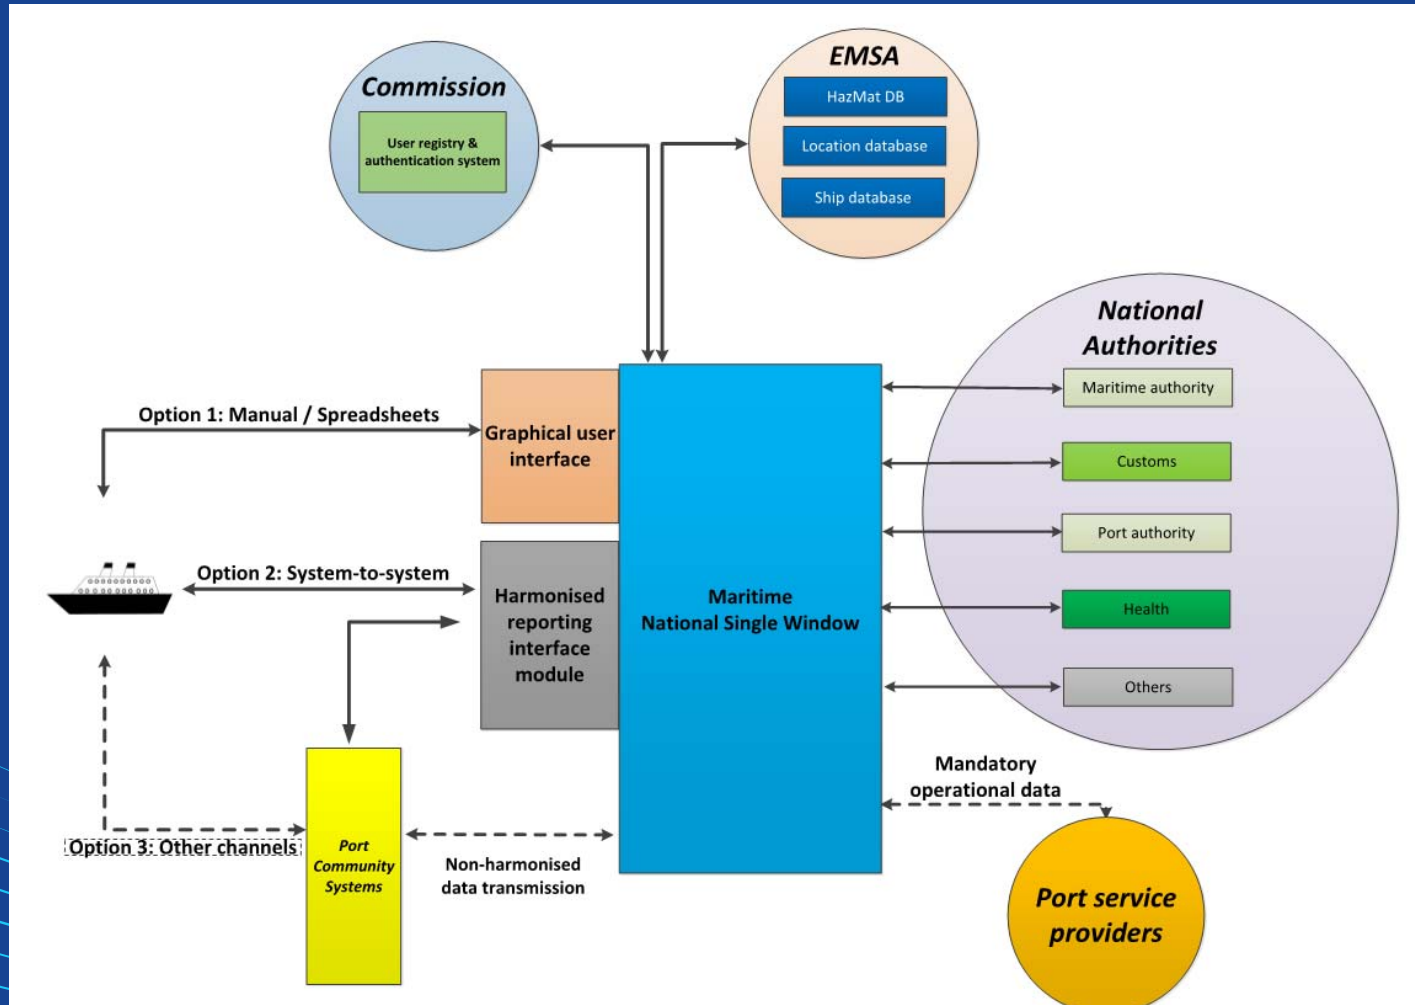 Commission
User registry &
authentication system
EMSA
HazMat DB
Location database
Ship database
National
Authorities
Maritime authority
Customs
Port authority
Health
Others
Option 1: Manual / Spreadsheets
Graphical user
interface
Option 2: System-to-system
Harmonised
reporting
interface
module
Maritime
National Single Window
Option 3: Other channels
Port
Community
Systems
Non-harmonised
data transmission
Mandatory
operational data
Port service
providers